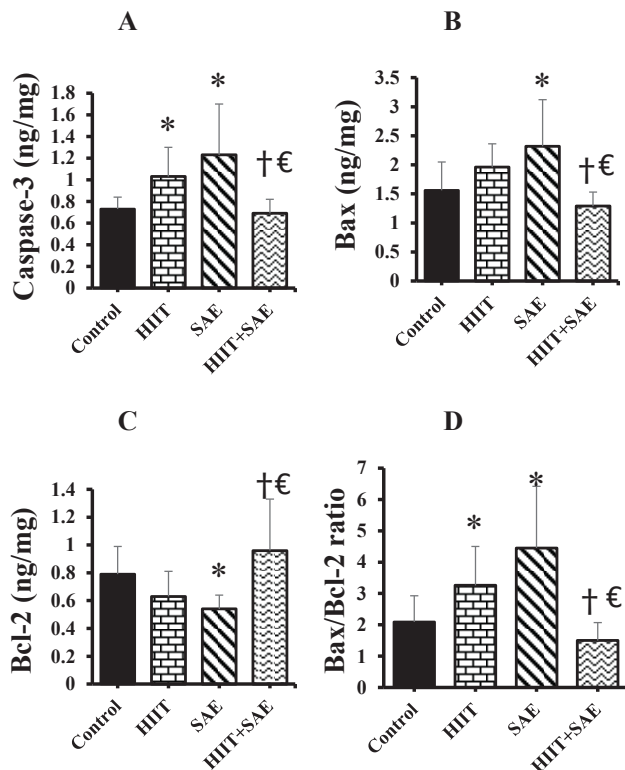 A
Caspase-3 (ng/mg)
1.8
1.6
1.4
1.2
1
0.8
0.6
0.4
0.2
0
*
*
†€
Control
HIIT
SAE
HIIT+SAE
B
Bax (ng/mg)
3.5
3
2.5
2
1.5
1
0.5
0
*
†€
Control
HIIT
SAE
HIIT+SAE
C
Bcl-2 (ng/mg)
1.4
1.2
1
0.8
0.6
0.4
0.2
0
*
†€
Control
HIIT
SAE
HIIT+SAE
D
Bax/Bcl-2 ratio
7
6
5
4
3
2
1
0
*
*
† €
Control
HIIT
SAE
HIIT+SAE